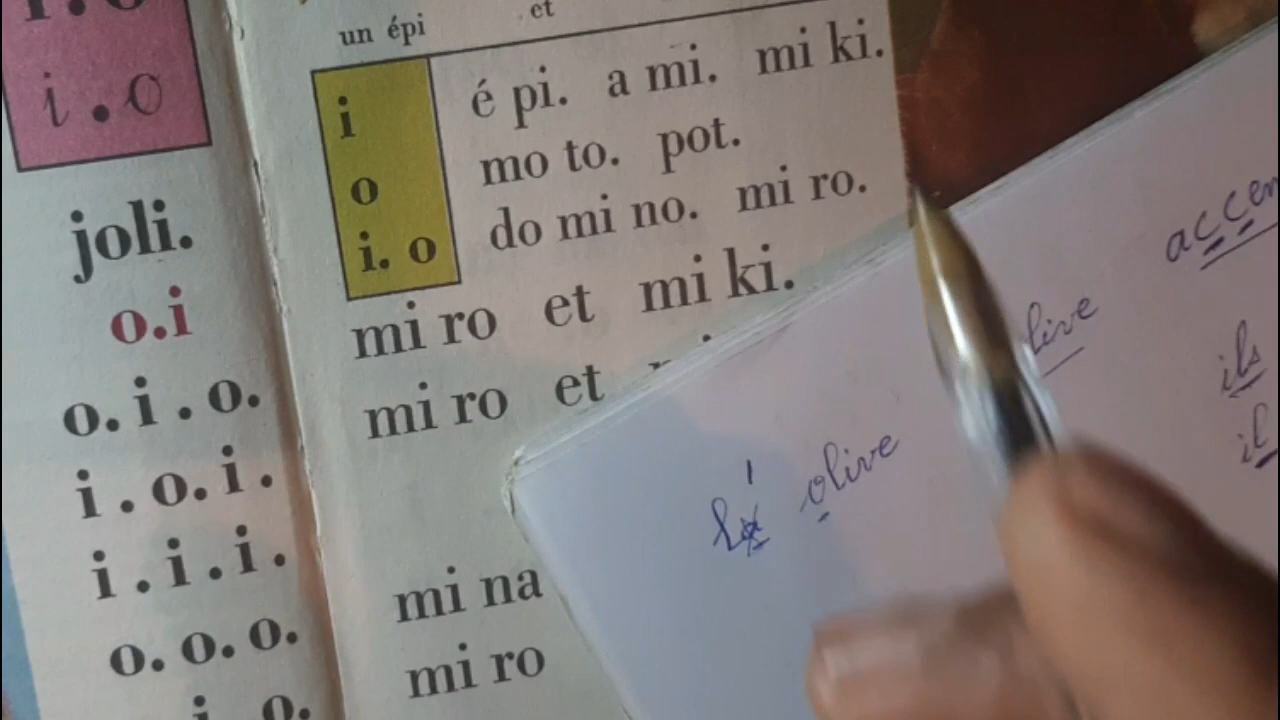 i . o
joli.
o.i
o. i . o.
i . o. i .
i . i . i .
o. o. o.
i o.
un épi et
i
o
i. o
é pi. a mi. mi ki.
mo to. pot.
do mi no. mi ro.
mi ro et mi ki.
mi ro et
mi na
mi ro
olive
ils
il